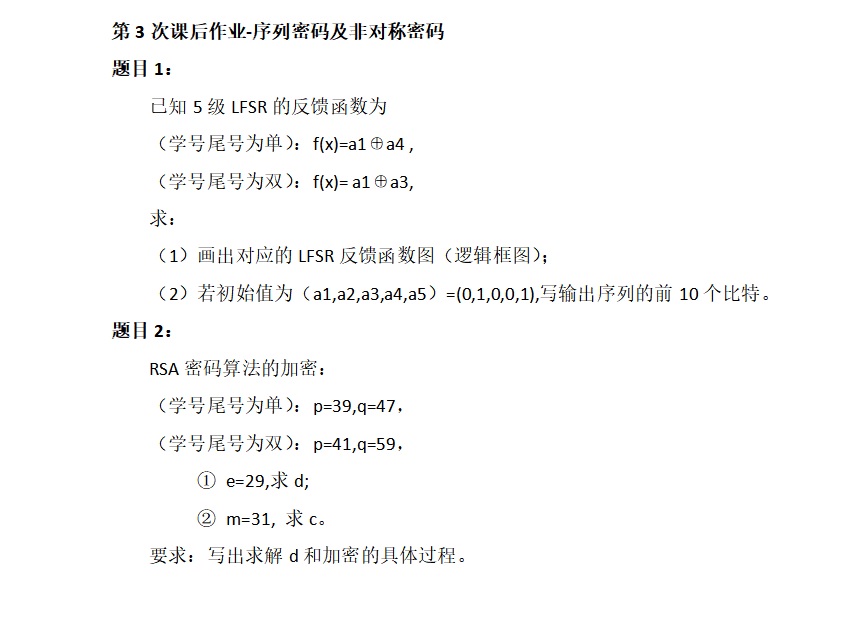 第 3 次课后作业-序列密码及非对称密码
题目 1：
已知 5 级 LFSR 的反馈函数为
（学号尾号为单）：f(x)=a1⊕a4 ,
（学号尾号为双）：f(x)= a1⊕a3,
求：
（1）画出对应的 LFSR 反馈函数图（逻辑框图）；
（2）若初始值为（a1,a2,a3,a4,a5）=(0,1,0,0,1),写输出序列的前 10 个比特。
题目 2：
RSA 密码算法的加密：
（学号尾号为单）：p=39,q=47，
（学号尾号为双）：p=41,q=59，
① e=29,求 d;
② m=31, 求 c。
要求：写出求解 d 和加密的具体过程。